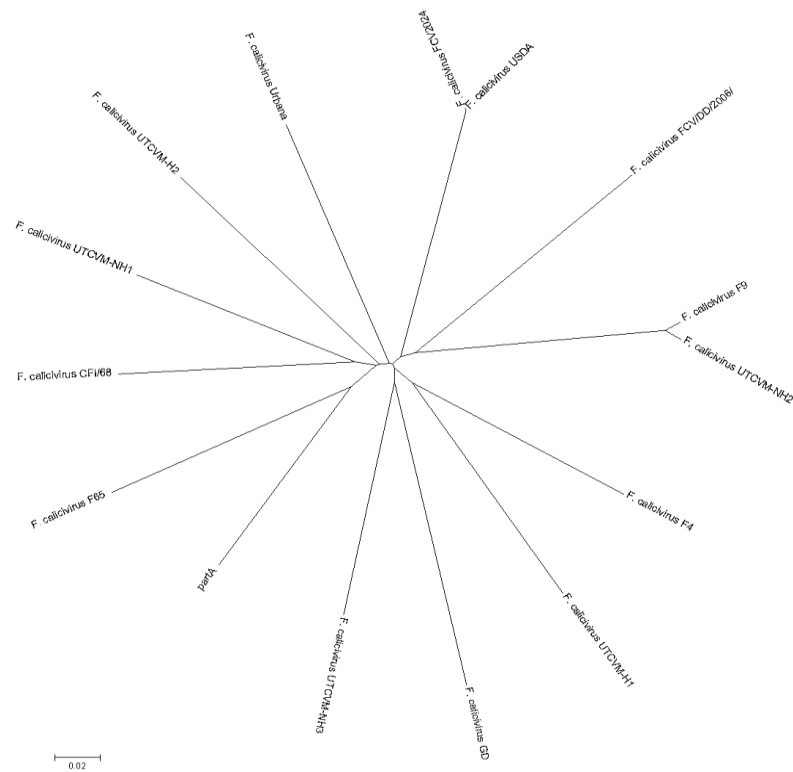 F. calicivirus FCV2024
F. calicivirus USDA
F. calicivirus Urbana
F. calicivirus FCV/DD/2006/
F. calicivirus UTCVM-H2
F. calicivirus UTCVM-NH1
F. calicivirus F9
F. calicivirus UTCVM-NH2
F. calicivirus CFI/68
F. calicivirus F65
F. calicivirus F4
partA
F. calicivirus UTCVM-H1
F. calicivirus UTCVM-NH3
F. calicivirus GD
0.02